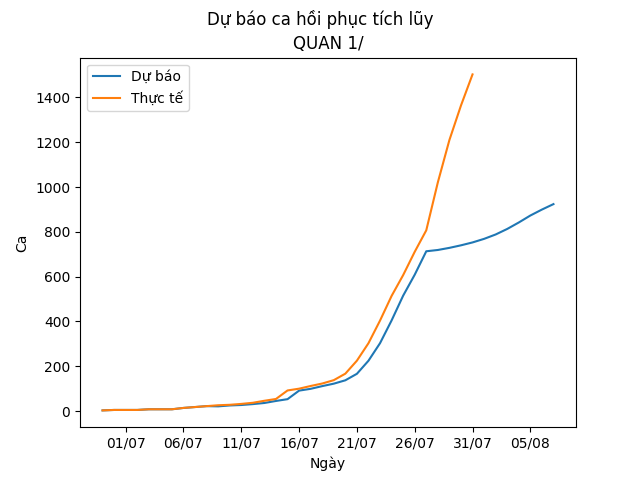 Dự báo ca hồi phục tích lũy
QUAN 1/
Dự báo
Thực tế
1400
1200
1000
800
600
400
200
0
Ca
01/07
06/07
11/07
16/07
21/07
26/07
31/07
05/08
Ngày